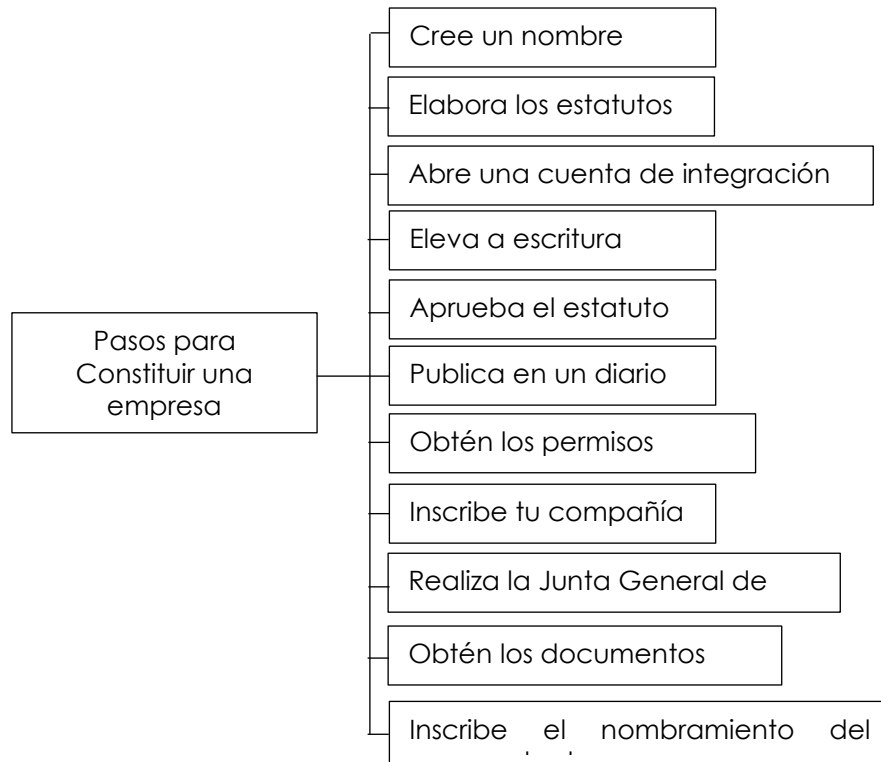 Pasos para
Constituir una
empresa
Cree un nombre
Elabora los estatutos
Abre una cuenta de integración
Eleva a escritura
Aprueba el estatuto
Publica en un diario
Obtén los permisos
Inscribe tu compañía
Realiza la Junta General de
Obtén los documentos
Inscribe el nombramiento del